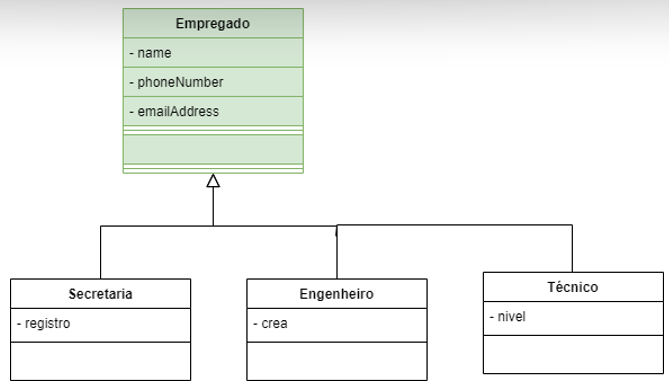 Empregado
- name
- phoneNumber
- emailAddress
Secretaria
- registro
Engenheiro
- crea
Técnico
- nivel